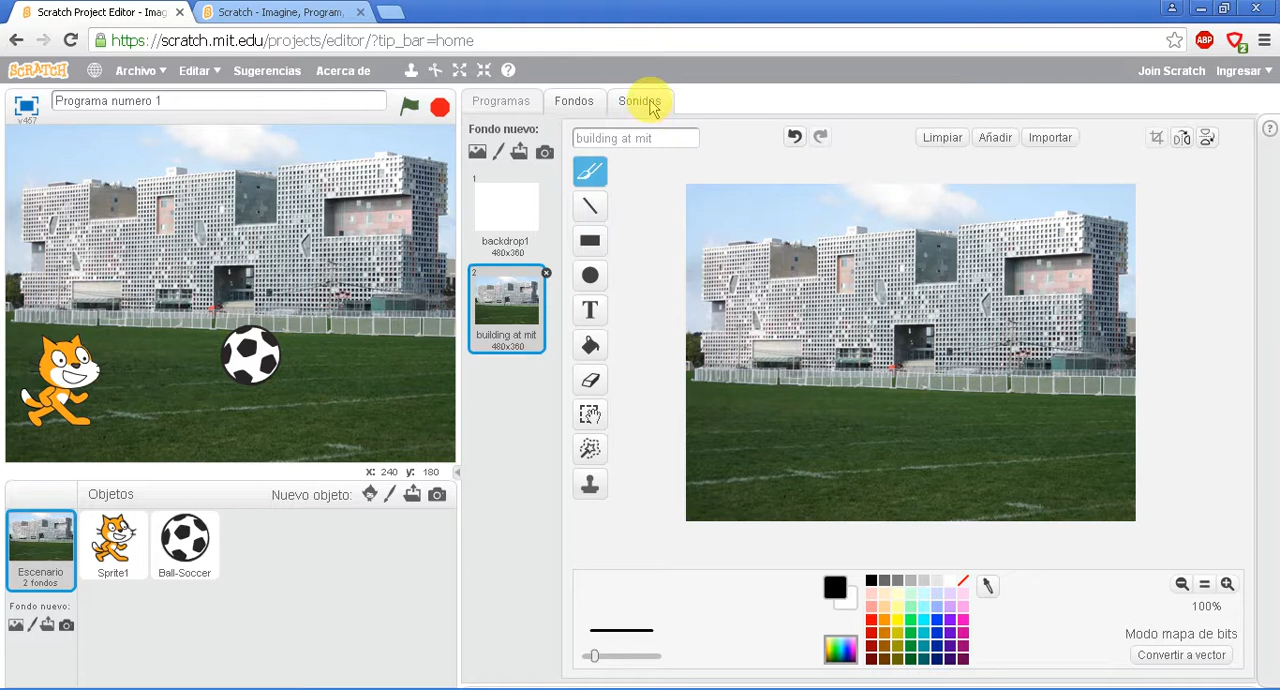 Scratch Project Editor - Imag
Scratch - Imagine, Program,
https://scratch.mit.edu/projects/editor/?tip_bar=home
ABP
2
SCRATCH
Archivo
Editar
Sugerencias
Acerca de
Join Scratch
Ingresar
Programa numero 1
v457
Programas
Fondos
Sonidos
Fondo nuevo:
building at mit
Limpiar
Añadir
Importar
1
backdrop1
480x360
2
building at mit
480x360
T
x: 240 y: 180
Objetos
Nuevo objeto:
Escenario
2 fondos
Sprite1
Ball-Soccer
Fondo nuevo:
100%
Modo mapa de bits
Convertir a vector